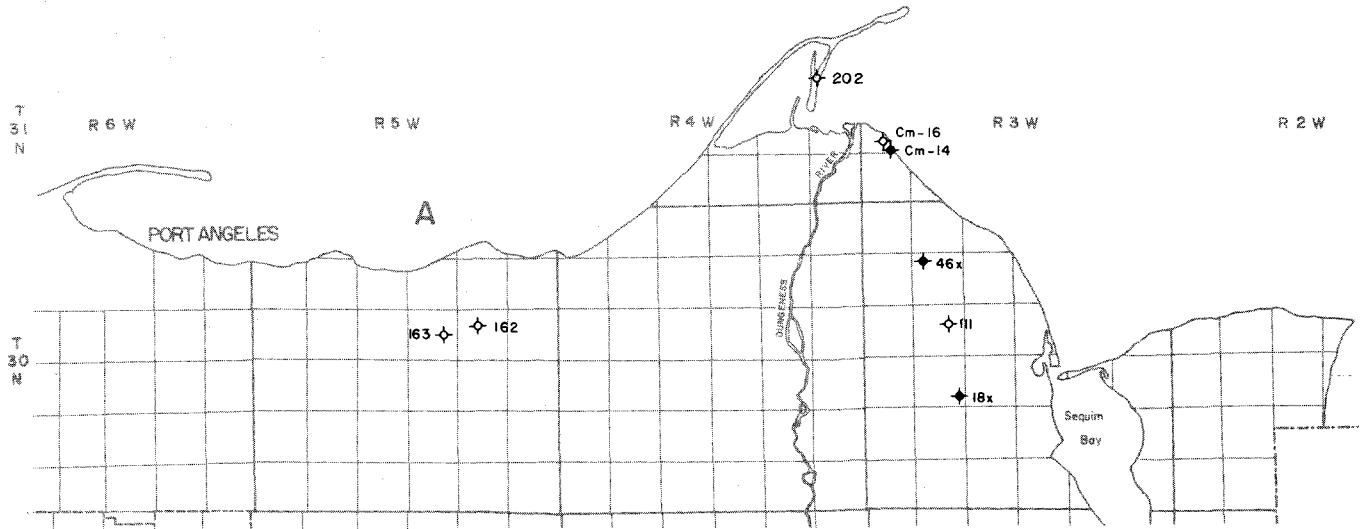 202
T
31
N
R 6 W
R 5 W
R 4 W
R 3 W
R 2 W
Cm-16
Cm-14
RIVER
A
PORT ANGELES
46x
DUNGENESS
163
162
111
T
30
N
18x
Sequim
Bay